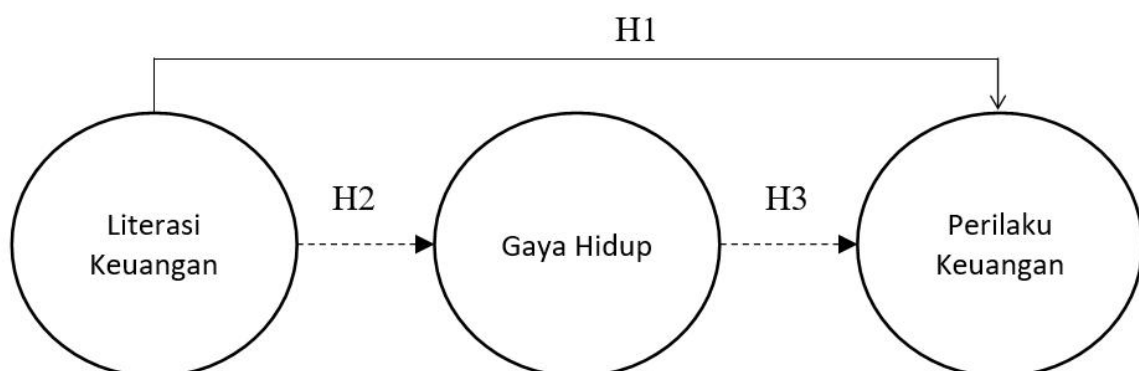 H1
Literasi
Keuangan
H2
Gaya Hidup
H3
Perilaku
Keuangan